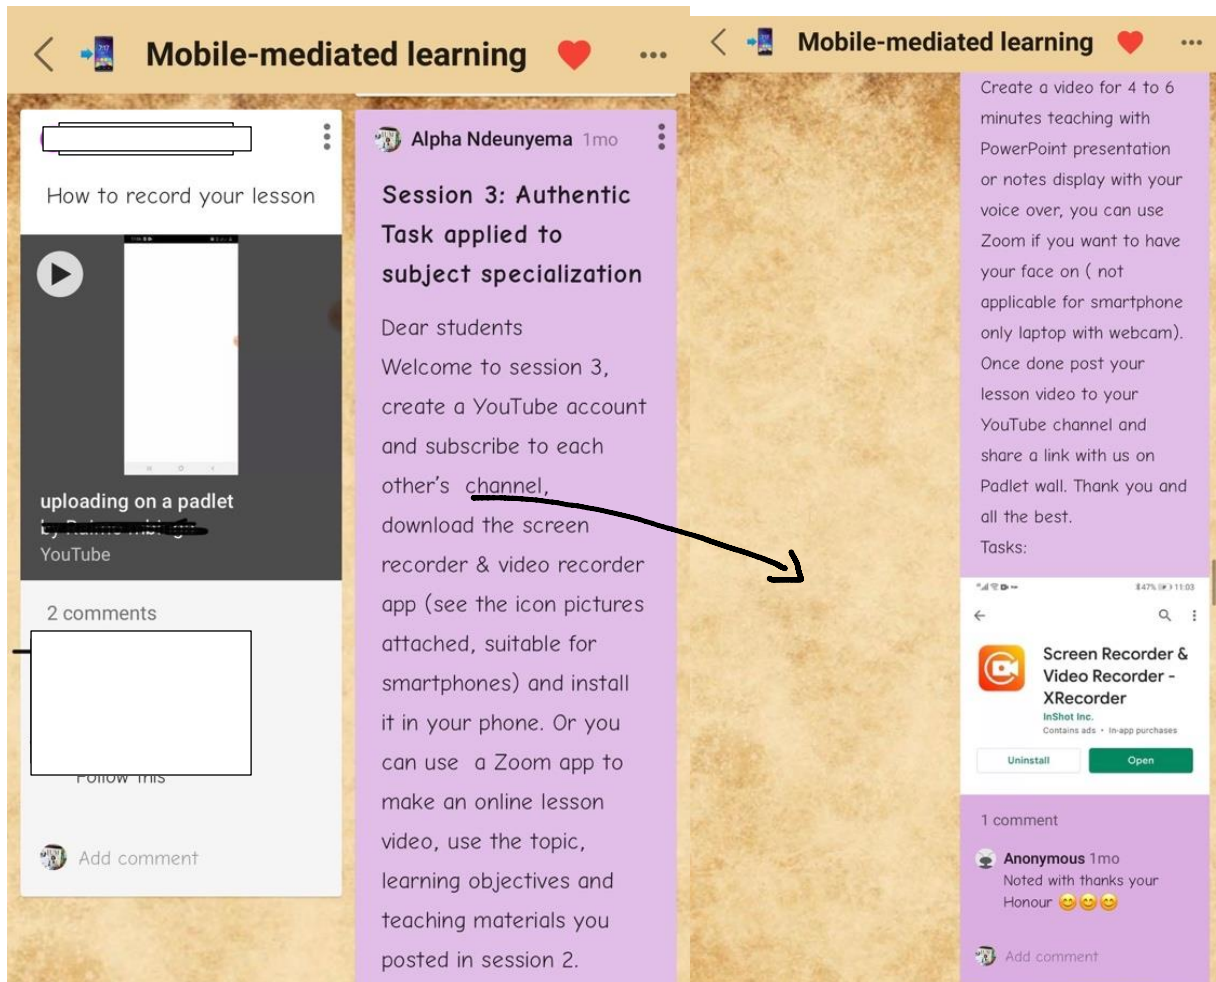 Mobile-mediated learning
How to record your lesson
uploading on a padlet
YouTube
2 comments
Follow this
Add comment
Alpha Ndeunyema 1mo
Session 3: Authentic
Task applied to
subject specialization
Dear students
Welcome to session 3,
create a YouTube account
and subscribe to each
other's channel,
download the screen
recorder & video recorder
app (see the icon pictures
attached, suitable for
smartphones) and install
it in your phone. Or you
can use a Zoom app to
make an online lesson
video, use the topic,
learning objectives and
teaching materials you
posted in session 2.
Mobile-mediated learning
Create a video for 4 to 6
minutes teaching with
PowerPoint presentation
or notes display with your
voice over, you can use
Zoom if you want to have
your face on ( not
applicable for smartphone
only laptop with webcam).
Once done post your
lesson video to your
YouTube channel and
share a link with us on
Padlet wall. Thank you and
all the best.
Tasks:
47% 11:03
Screen Recorder &
Video Recorder -
XRecorder
InShot Inc.
Contains ads • In-app purchases
Uninstall
Open
1 comment
Anonymous 1mo
Noted with thanks your
Honour 😊😊😊
Add comment